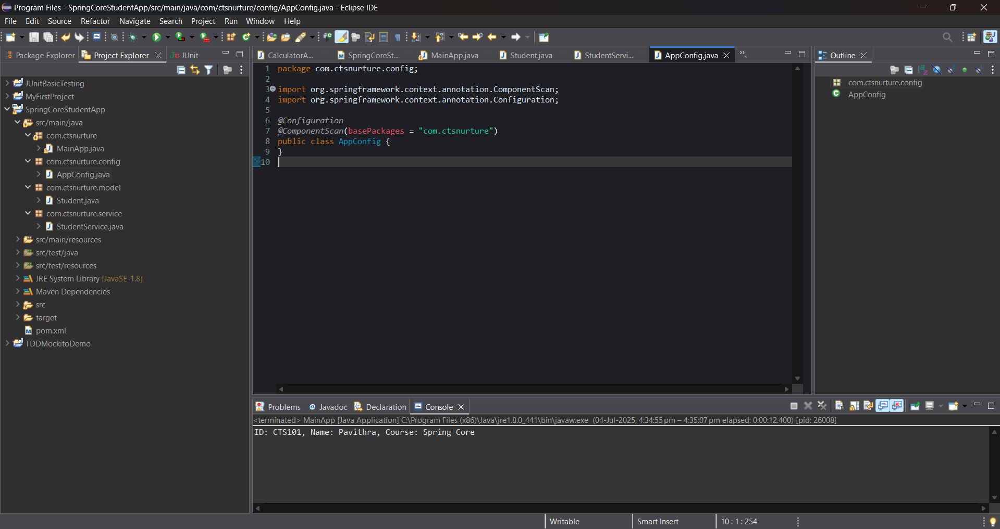 Program Files - SpringCoreStudentApp/src/main/java/com/ctsnurture/config/AppConfig.java - Eclipse IDE
File Edit Source Refactor Navigate Search Project Run Window Help
Package Explorer Project Explorer JUnit
JUnitBasicTesting
MyFirstProject
SpringCoreStudentApp
src/main/java
com.ctsnurture
MainApp.java
com.ctsnurture.config
AppConfig.java
com.ctsnurture.model
Student.java
com.ctsnurture.service
StudentService.java
src/main/resources
src/test/java
src/test/resources
JRE System Library [JavaSE-1.8]
Maven Dependencies
src
target
pom.xml
TDDMockitoDemo
CalculatorA... SpringCoreSt... MainApp.java Student.java StudentServi... AppConfig.java »5
1 package com.ctsnurture.config;
2
3 import org.springframework.context.annotation.ComponentScan;
4 import org.springframework.context.annotation.Configuration;
5
6 @Configuration
7 @ComponentScan(basePackages = "com.ctsnurture")
8 public class AppConfig {
9 }
10
Outline
com.ctsnurture.config
AppConfig
Problems Javadoc Declaration Console
<terminated> MainApp [Java Application] C:\Program Files (x86)\Java\jre1.8.0_441\bin\javaw.exe (04-Jul-2025, 4:34:55 pm – 4:35:07 pm elapsed: 0:00:12.400) [pid: 26008]
ID: CTS101, Name: Pavithra, Course: Spring Core
Writable Smart Insert 10 : 1 : 254